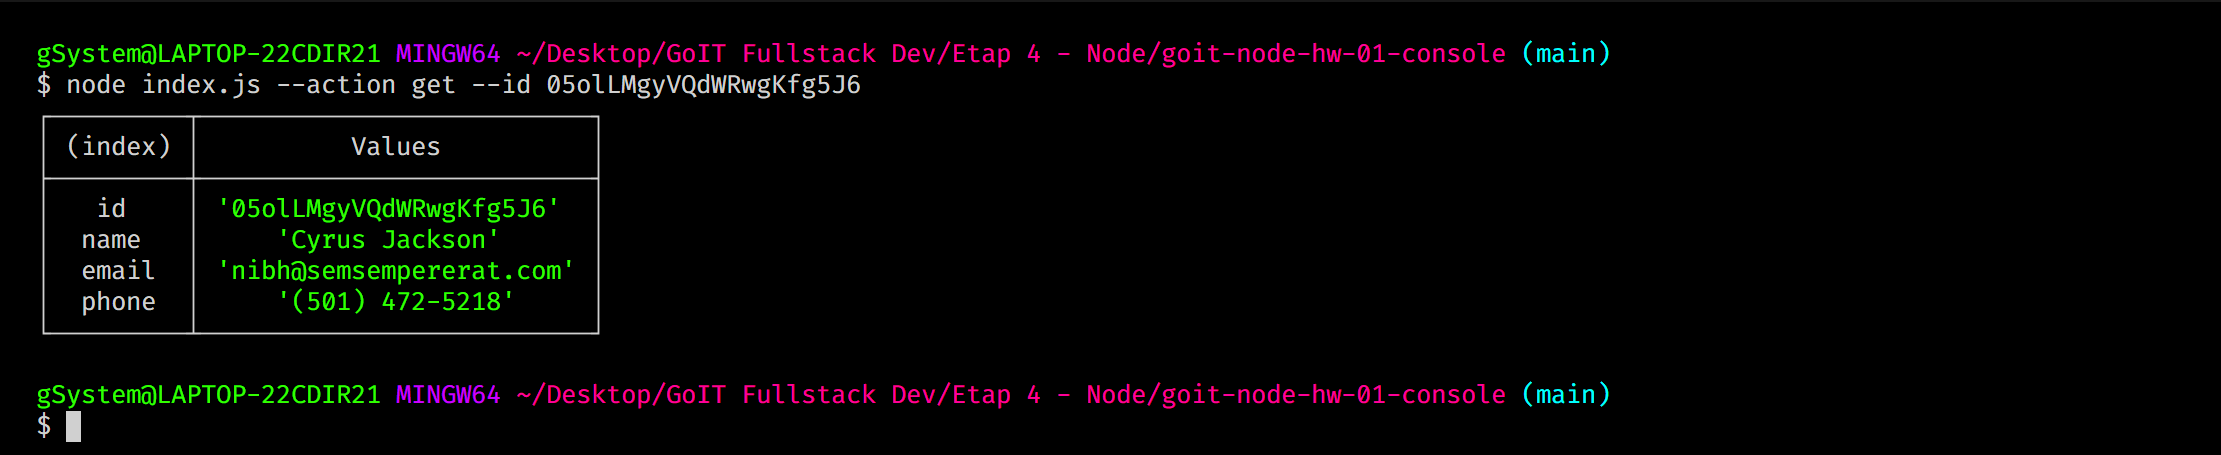 gSystem@LAPTOP-22CDIR21 MINGW64 ~/Desktop/GoIT Fullstack Dev/Etap 4 - Node/goit-node-hw-01-console (main)
$ node index.js --action get --id 05olLMgyVQdWRwgKfg5J6
(index) Values
id '05olLMgyVQdWRwgKfg5J6'
name 'Cyrus Jackson'
email 'nibh@semsempererat.com'
phone '(501) 472-5218'
gSystem@LAPTOP-22CDIR21 MINGW64 ~/Desktop/GoIT Fullstack Dev/Etap 4 - Node/goit-node-hw-01-console (main)
$